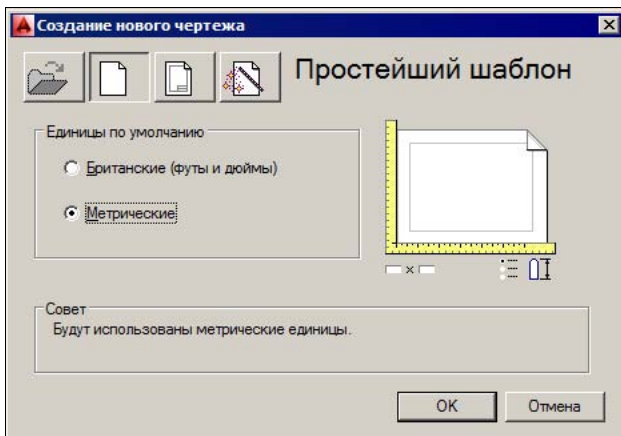 Создание нового чертежа
Простейший шаблон
Единицы по умолчанию
Британские (футы и дюймы)
Метрические
Совет
Будут использованы метрические единицы.
OK
Отмена